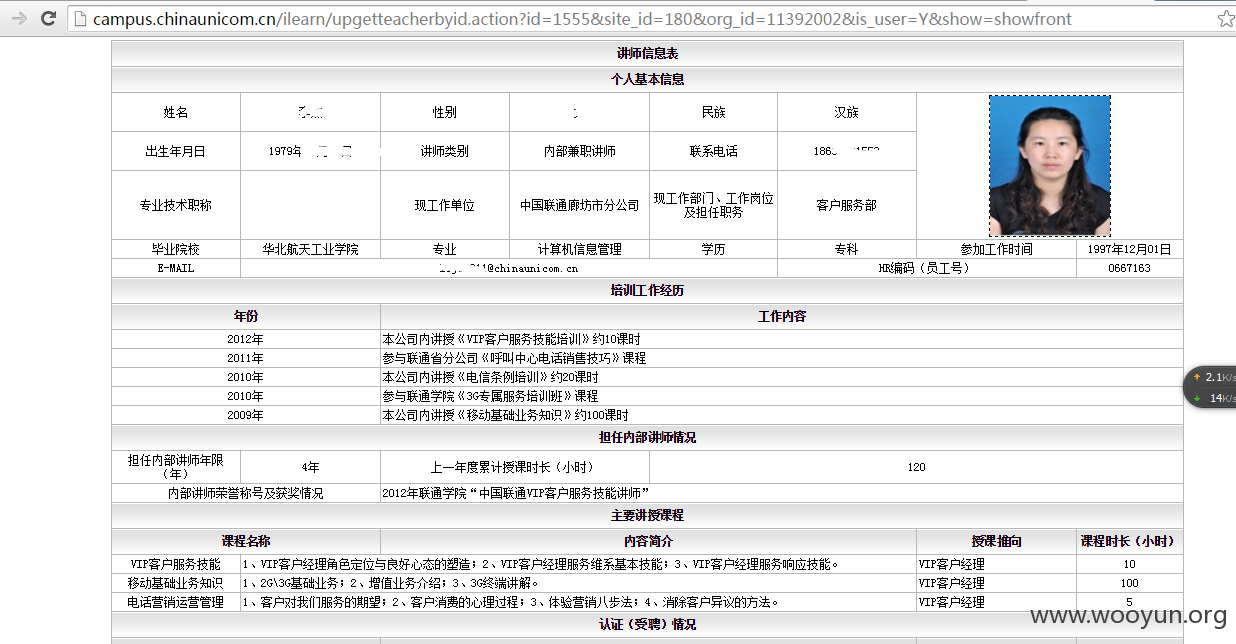 campus.chinaunicom.cn/ilearn/upgetteacherbyid.action?id=1555&site_id=180&org_id=11392002&is_user=Y&show=showfront
讲师信息表
个人基本信息
姓名 性别 民族 汉族
出生年月日 1979年 讲师类别 内部兼职讲师 联系电话
专业技术职称 现工作单位 中国联通廊坊市分公司 现工作部门、工作岗位及担任职务 客户服务部
毕业院校 华北航天工业学院 专业 计算机信息管理 学历 专科 参加工作时间 1997年12月01日
E-MAIL @chinaunicom.cn HR编码（员工号） 0667163
培训工作经历
年份 工作内容
2012年 本公司内讲授《VIP客户服务技能培训》约10课时
2011年 参与联通省分公司《呼叫中心电话销售技巧》课程
2010年 本公司内讲授《电信条例培训》约20课时
2010年 参与联通学院《3G专属服务培训班》课程
2009年 本公司内讲授《移动基础业务知识》约100课时
担任内部讲师情况
担任内部讲师年限（年） 4年 上一年度累计授课时长（小时） 120
内部讲师荣誉称号及获奖情况 2012年联通学院“中国联通VIP客户服务技能讲师”
主要讲授课程
课程名称 内容简介 授课推向 课程时长（小时）
VIP客户服务技能 1、VIP客户经理角色定位与良好心态的塑造；2、VIP客户经理服务维系基本技能；3、VIP客户经理服务响应技能。 VIP客户经理 10
移动基础业务知识 1、2G\3G基础业务；2、增值业务介绍；3、3G终端讲解。 VIP客户经理 100
电话营销运营管理 1、客户对我们服务的期望；2、客户消费的心理过程；3、体验营销八步法；4、消除客户异议的方法。 VIP客户经理 5
认证（受聘）情况
2.1K/s
14K/s
www.wooyun.org